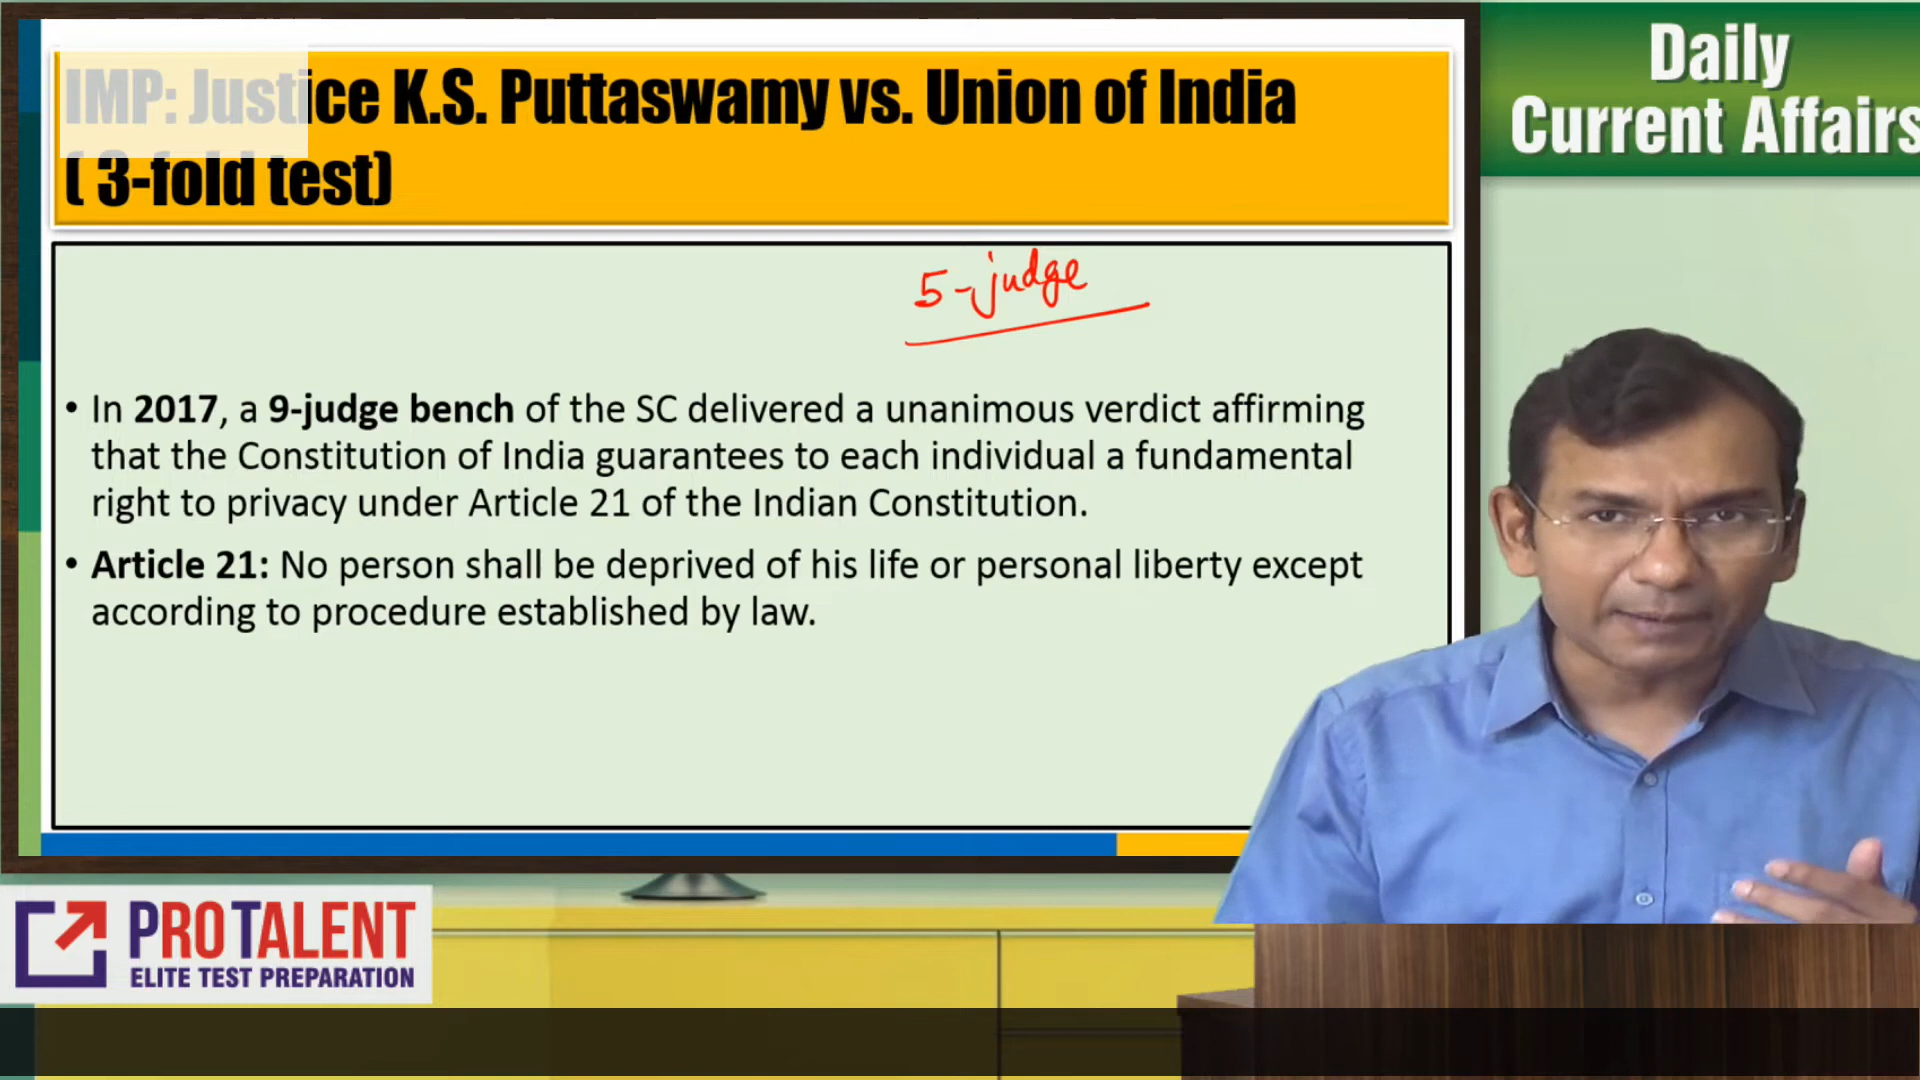 IMP: Justice K.S. Puttaswamy vs. Union of India
( 3-fold test)
Daily
Current Affairs
5-judge
• In 2017, a 9-judge bench of the SC delivered a unanimous verdict affirming
that the Constitution of India guarantees to each individual a fundamental
right to privacy under Article 21 of the Indian Constitution.
• Article 21: No person shall be deprived of his life or personal liberty except
according to procedure established by law.
PROTALENT
ELITE TEST PREPARATION